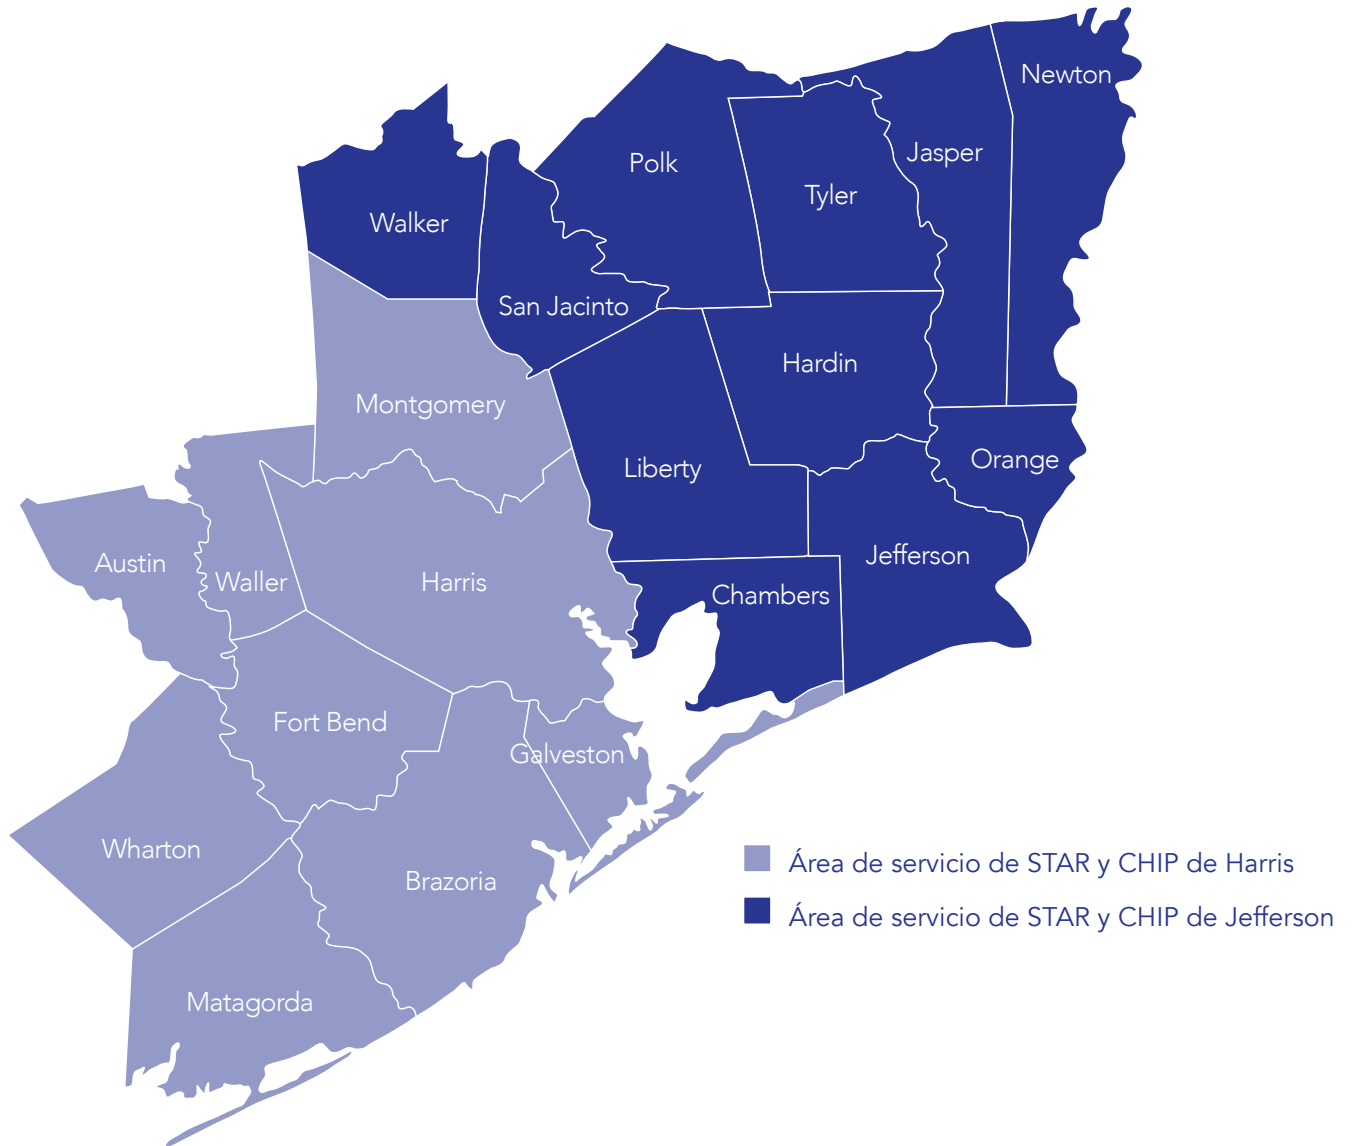 Newton
Jasper
Polk
Tyler
Walker
San Jacinto
Hardin
Montgomery
Liberty
Orange
Austin
Waller
Harris
Jefferson
Chambers
Fort Bend
Galveston
Wharton
Brazoria
Matagorda
Área de servicio de STAR y CHIP de Harris
Área de servicio de STAR y CHIP de Jefferson